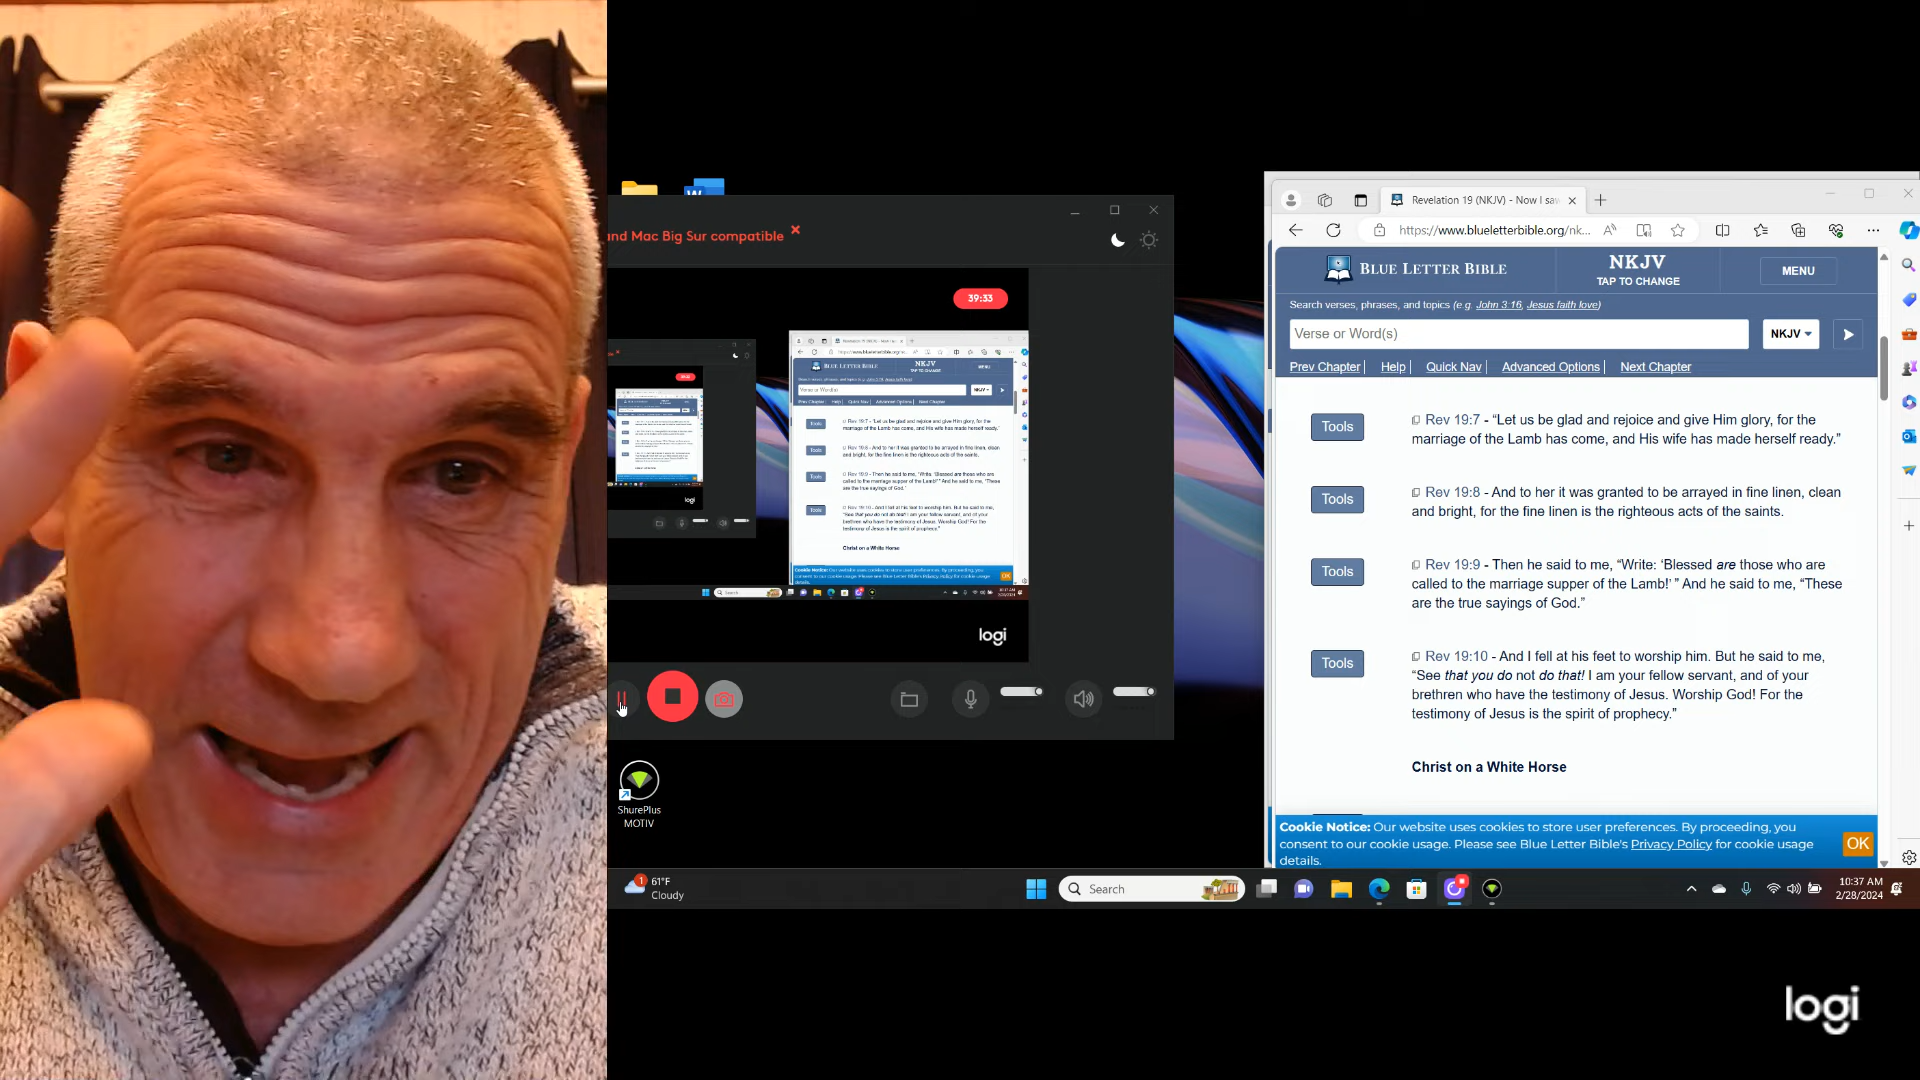 W
and Mac Big Sur compatible
39:33
logi
ShurePlus
MOTIV
Revelation 19 (NKJV) - Now I saw
https://www.blueletterbible.org/nk...
BLUE LETTER BIBLE
NKJV
TAP TO CHANGE
MENU
Search verses, phrases, and topics (e.g. John 3:16, Jesus faith love)
Verse or Word(s)
NKJV
Prev Chapter
Help
Quick Nav
Advanced Options
Next Chapter
Tools
Rev 19:7 - “Let us be glad and rejoice and give Him glory, for the
marriage of the Lamb has come, and His wife has made herself ready.”
Tools
Rev 19:8 - And to her it was granted to be arrayed in fine linen, clean
and bright, for the fine linen is the righteous acts of the saints.
Tools
Rev 19:9 - Then he said to me, “Write: ‘Blessed are those who are
called to the marriage supper of the Lamb!’ ” And he said to me, “These
are the true sayings of God.”
Tools
Rev 19:10 - And I fell at his feet to worship him. But he said to me,
“See that you do not do that! I am your fellow servant, and of your
brethren who have the testimony of Jesus. Worship God! For the
testimony of Jesus is the spirit of prophecy.”
Christ on a White Horse
Cookie Notice: Our website uses cookies to store user preferences. By proceeding, you
consent to our cookie usage. Please see Blue Letter Bible's Privacy Policy for cookie usage
details.
OK
1
61°F
Cloudy
Search
10:37 AM
2/28/2024
logi